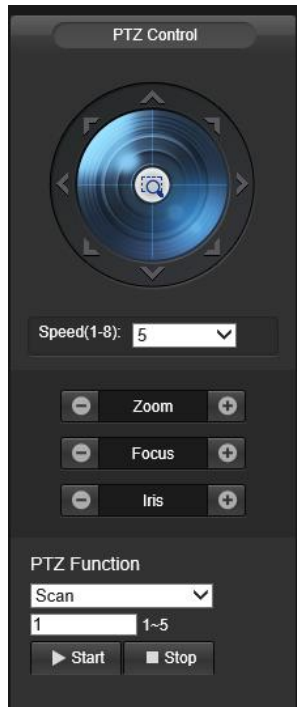 PTZ Control
Speed(1-8): 5
Zoom
Focus
Iris
PTZ Function
Scan
1 1~5
Start Stop